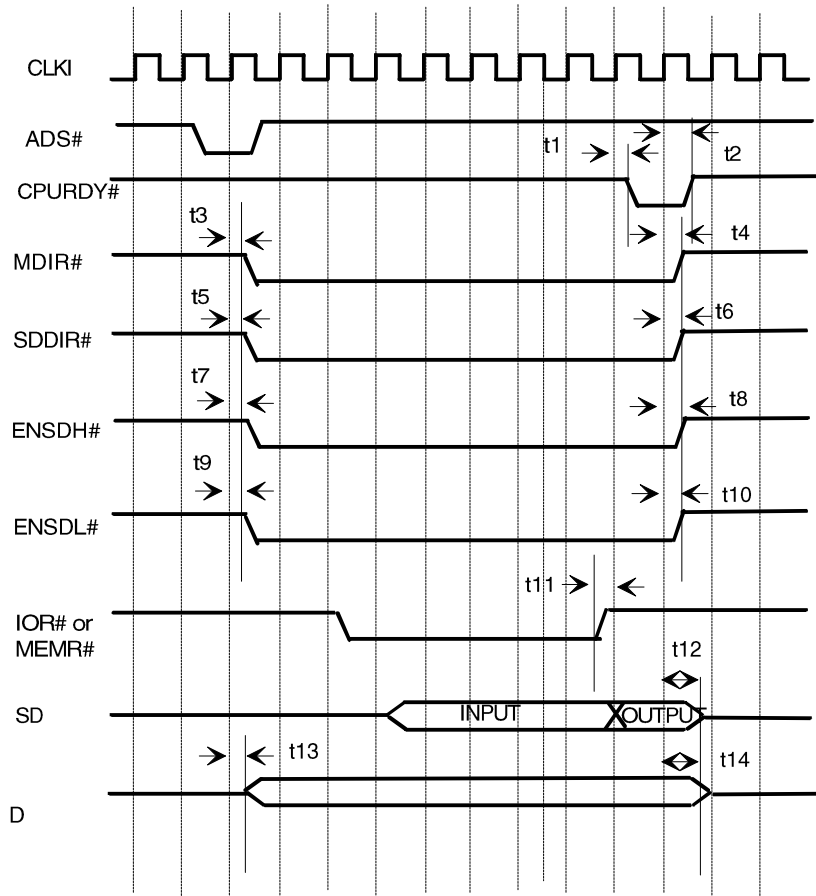 CLKI
ADS#
t1
t2
CPURDY#
t3
t4
MDIR#
t5
t6
SDDIR#
t7
t8
ENSDH#
t9
t10
ENSDL#
t11
IOR# or
MEMR#
t12
SD
INPUT
OUTPUT
t13
t14
D